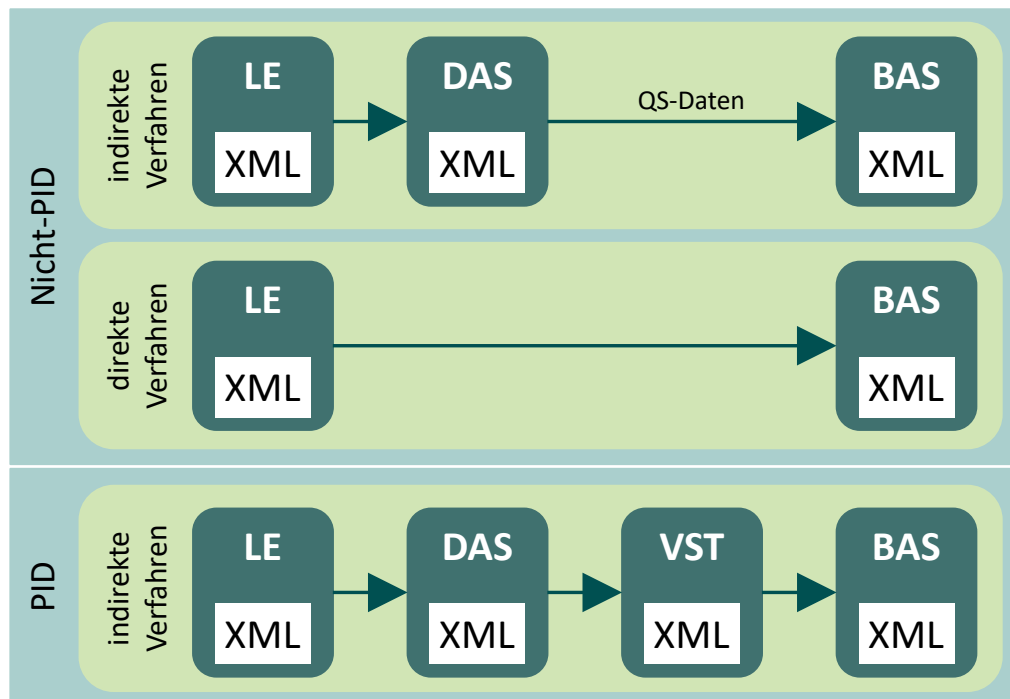 Nicht-PID
indirekte
Verfahren
LE
XML
DAS
XML
QS-Daten
BAS
XML
direkte
Verfahren
LE
XML
BAS
XML
PID
indirekte
Verfahren
LE
XML
DAS
XML
VST
XML
BAS
XML